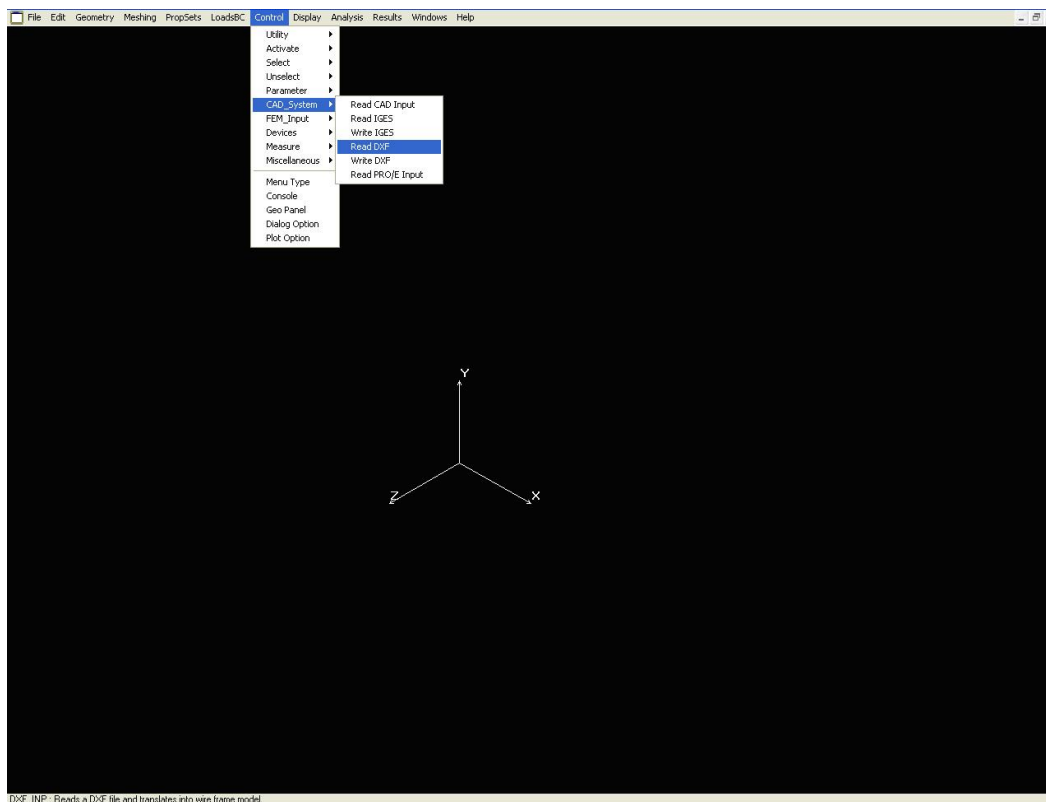 File Edit Geometry Meshing PropSets LoadsBC Control Display Analysis Results Windows Help
Utility
Activate
Select
Unselect
Parameter
CAD_System
FEM_Input
Devices
Measure
Miscellaneous
Menu Type
Console
Geo Panel
Dialog Option
Plot Option
Read CAD Input
Read IGES
Write IGES
Read DXF
Write DXF
Read PRO/E Input
Y
Z
X
DXF_INP : Reads a DXF file and translates into wire frame model